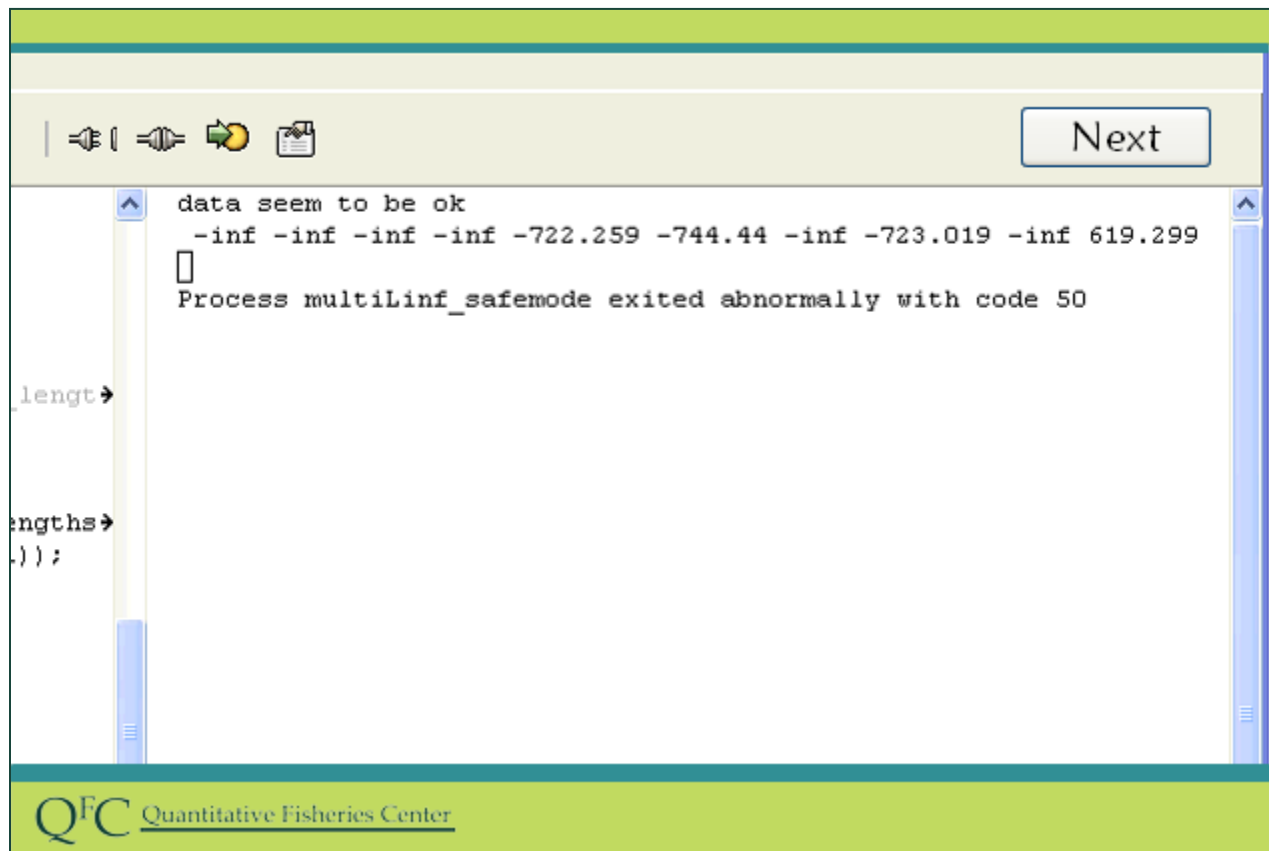 Next
data seem to be ok
-inf -inf -inf -inf -722.259 -744.44 -inf -723.019 -inf 619.299
Process multiLinf_safemode exited abnormally with code 50
_lengt
engths
.));
QFC Quantitative Fisheries Center